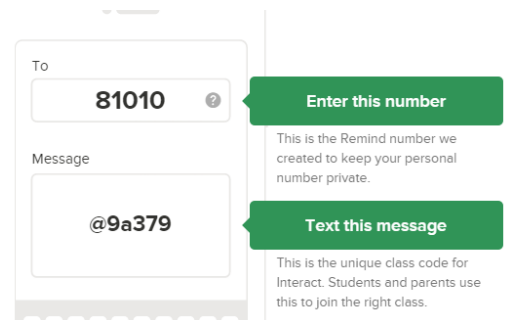 To
81010
?
Enter this number
This is the Remind number we
created to keep your personal
number private.
Message
@9a379
Text this message
This is the unique class code for
Interact. Students and parents use
this to join the right class.